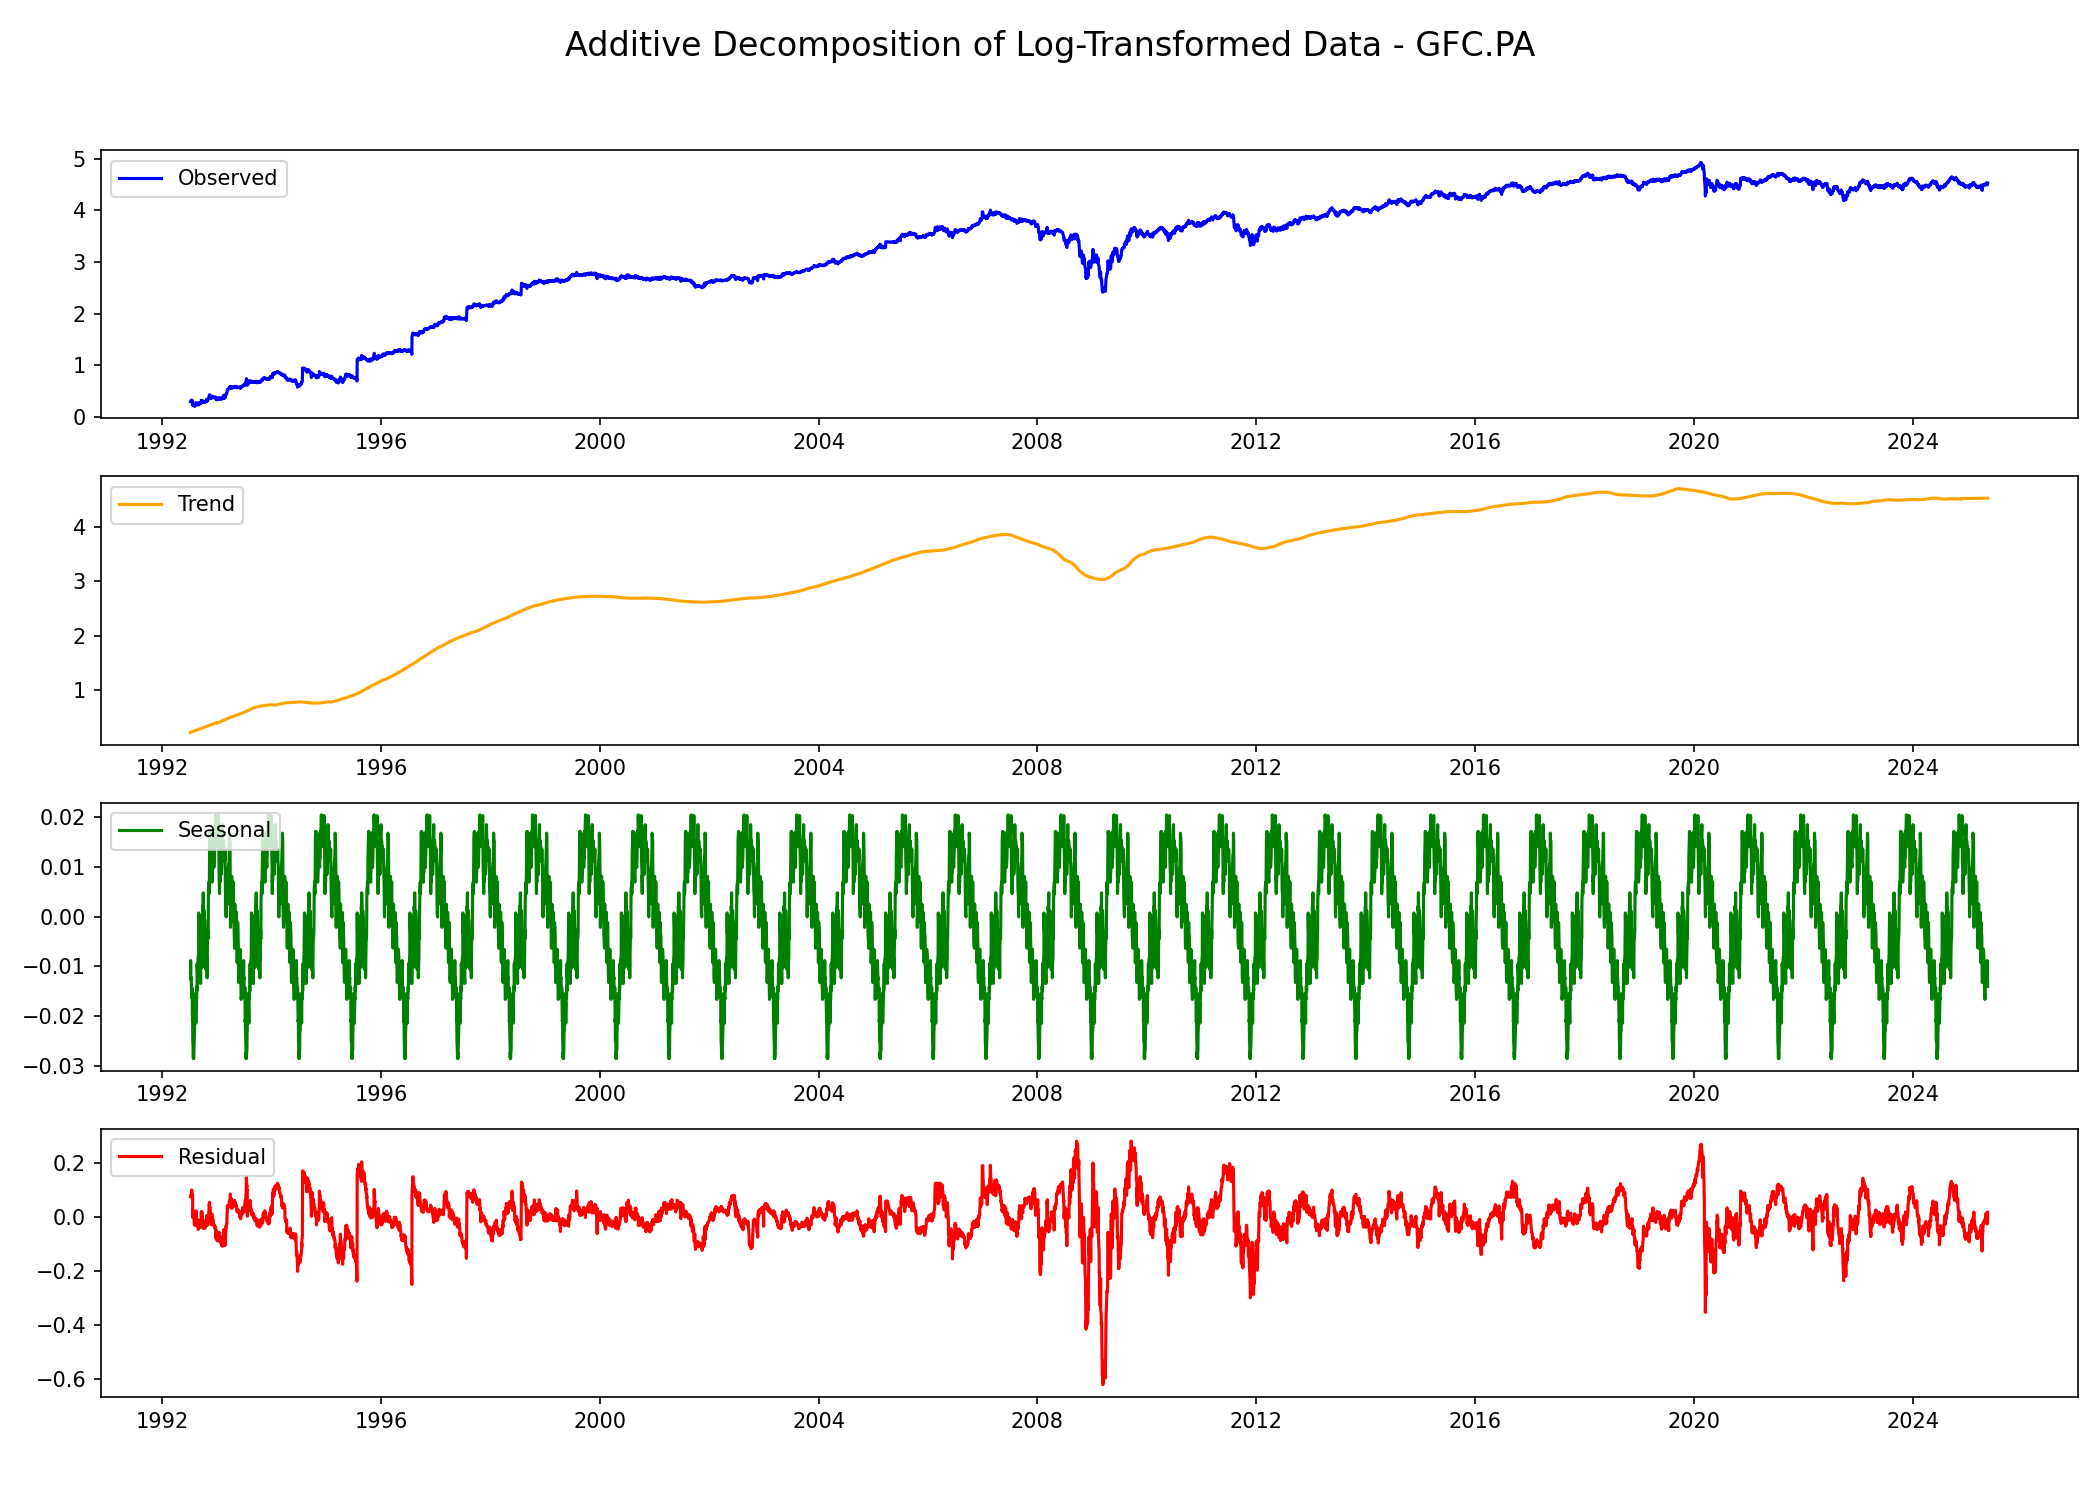 Additive Decomposition of Log-Transformed Data - GFC.PA
5
4
3
2
1
0
Observed
1992 1996 2000 2004 2008 2012 2016 2020 2024
4
3
2
1
Trend
1992 1996 2000 2004 2008 2012 2016 2020 2024
0.02
0.01
0.00
−0.01
−0.02
−0.03
Seasonal
1992 1996 2000 2004 2008 2012 2016 2020 2024
0.2
0.0
−0.2
−0.4
−0.6
Residual
1992 1996 2000 2004 2008 2012 2016 2020 2024